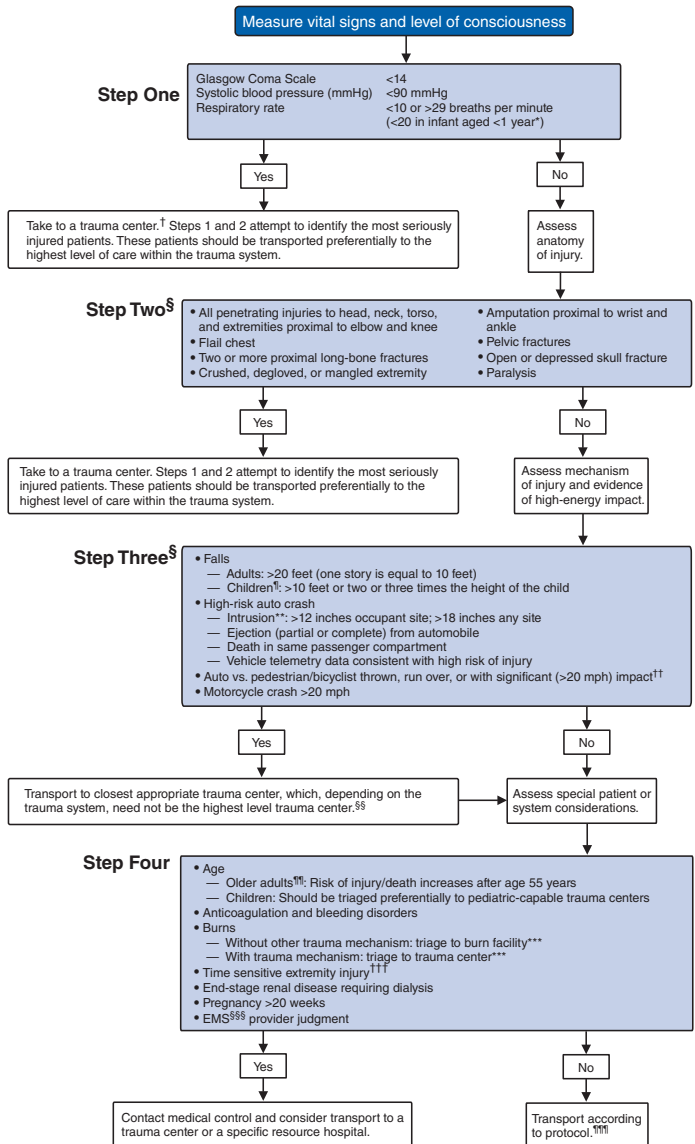 Measure vital signs and level of consciousness
Step One
Glasgow Coma Scale <14
Systolic blood pressure (mmHg) <90 mmHg
Respiratory rate <10 or >29 breaths per minute
(<20 in infant aged <1 year*)
Yes
No
Take to a trauma center.† Steps 1 and 2 attempt to identify the most seriously
injured patients. These patients should be transported preferentially to the
highest level of care within the trauma system.
Assess
anatomy
of injury.
Step Two§
• All penetrating injuries to head, neck, torso,
and extremities proximal to elbow and knee
• Flail chest
• Two or more proximal long-bone fractures
• Crushed, degloved, or mangled extremity
• Amputation proximal to wrist and
ankle
• Pelvic fractures
• Open or depressed skull fracture
• Paralysis
Yes
No
Take to a trauma center. Steps 1 and 2 attempt to identify the most seriously
injured patients. These patients should be transported preferentially to the
highest level of care within the trauma system.
Assess mechanism
of injury and evidence
of high-energy impact.
Step Three§
• Falls
— Adults: >20 feet (one story is equal to 10 feet)
— Children¶: >10 feet or two or three times the height of the child
• High-risk auto crash
— Intrusion**: >12 inches occupant site; >18 inches any site
— Ejection (partial or complete) from automobile
— Death in same passenger compartment
— Vehicle telemetry data consistent with high risk of injury
• Auto vs. pedestrian/bicyclist thrown, run over, or with significant (>20 mph) impact††
• Motorcycle crash >20 mph
Yes
No
Transport to closest appropriate trauma center, which, depending on the
trauma system, need not be the highest level trauma center.§§
Assess special patient or
system considerations.
Step Four
• Age
— Older adults¶¶: Risk of injury/death increases after age 55 years
— Children: Should be triaged preferentially to pediatric-capable trauma centers
• Anticoagulation and bleeding disorders
• Burns
— Without other trauma mechanism: triage to burn facility***
— With trauma mechanism: triage to trauma center***
• Time sensitive extremity injury†††
• End-stage renal disease requiring dialysis
• Pregnancy >20 weeks
• EMS§§§ provider judgment
Yes
No
Contact medical control and consider transport to a
trauma center or a specific resource hospital.
Transport according
to protocol.¶¶¶